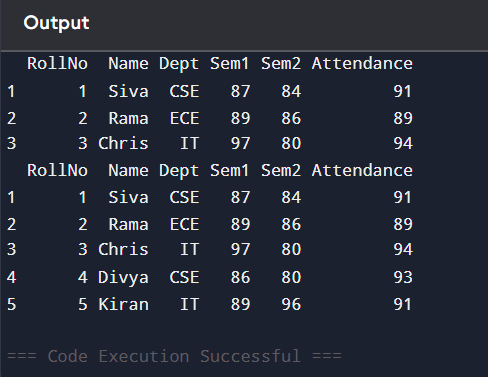 Output
  RollNo  Name Dept Sem1 Sem2 Attendance
1      1  Siva  CSE   87   84         91
2      2  Rama  ECE   89   86         89
3      3 Chris   IT   97   80         94
  RollNo  Name Dept Sem1 Sem2 Attendance
1      1  Siva  CSE   87   84         91
2      2  Rama  ECE   89   86         89
3      3 Chris   IT   97   80         94
4      4 Divya  CSE   86   80         93
5      5 Kiran   IT   89   96         91
=== Code Execution Successful ===